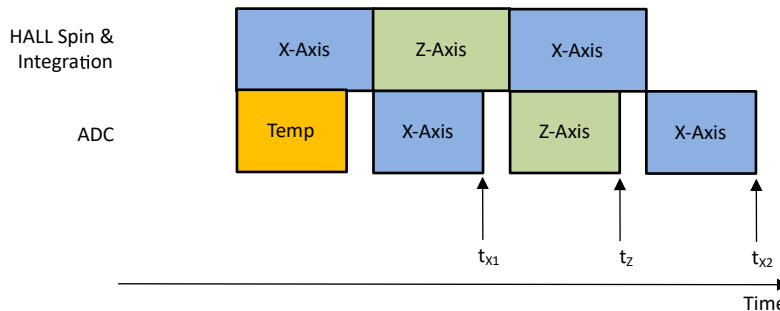 HALL Spin &
Integration
X-Axis
Z-Axis
X-Axis
ADC
Temp
X-Axis
Z-Axis
X-Axis
tX1
tZ
tX2
Time